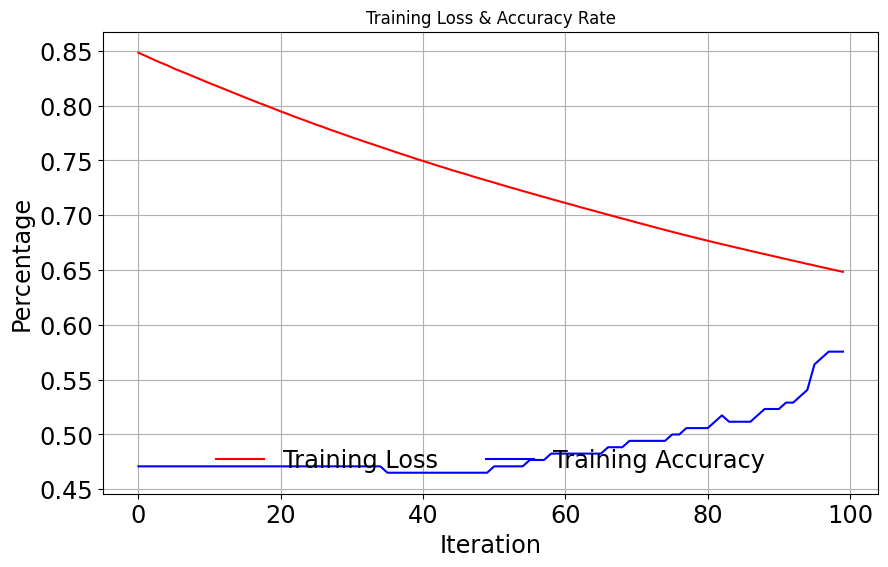 Training Loss & Accuracy Rate
0.85
0.80
0.75
0.70
0.65
0.60
0.55
0.50
0.45
Percentage
Training Loss
Training Accuracy
0 20 40 60 80 100
Iteration